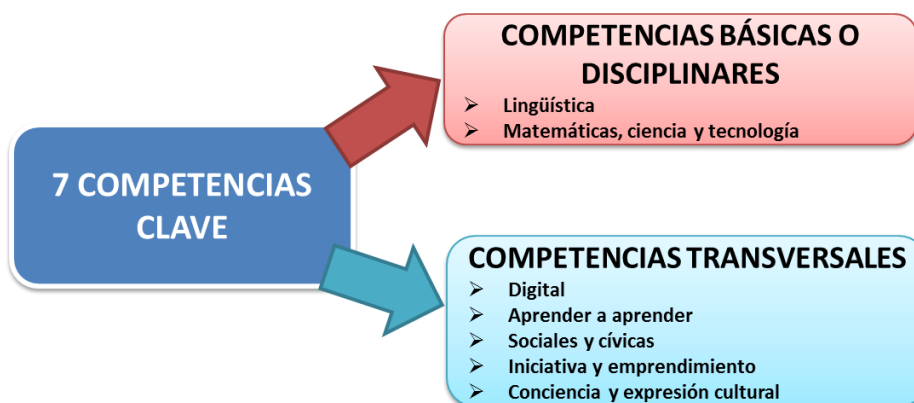 7 COMPETENCIAS
CLAVE
COMPETENCIAS BÁSICAS O
DISCIPLINARES
➢ Lingüística
➢ Matemáticas, ciencia y tecnología
COMPETENCIAS TRANSVERSALES
➢ Digital
➢ Aprender a aprender
➢ Sociales y cívicas
➢ Iniciativa y emprendimiento
➢ Conciencia y expresión cultural